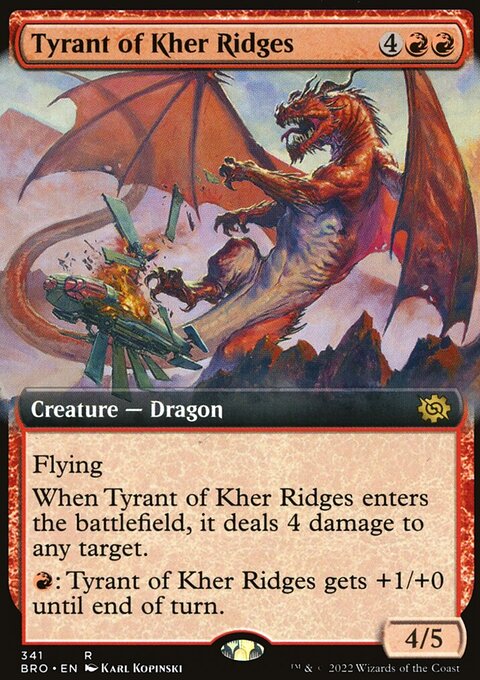 Tyrant of Kher Ridges 4
Creature — Dragon
Flying
When Tyrant of Kher Ridges enters
the battlefield, it deals 4 damage to
any target.
: Tyrant of Kher Ridges gets +1/+0
until end of turn.
4/5
341 R
BRO • EN Karl Kopinski
™ & © 2022 Wizards of the Coast